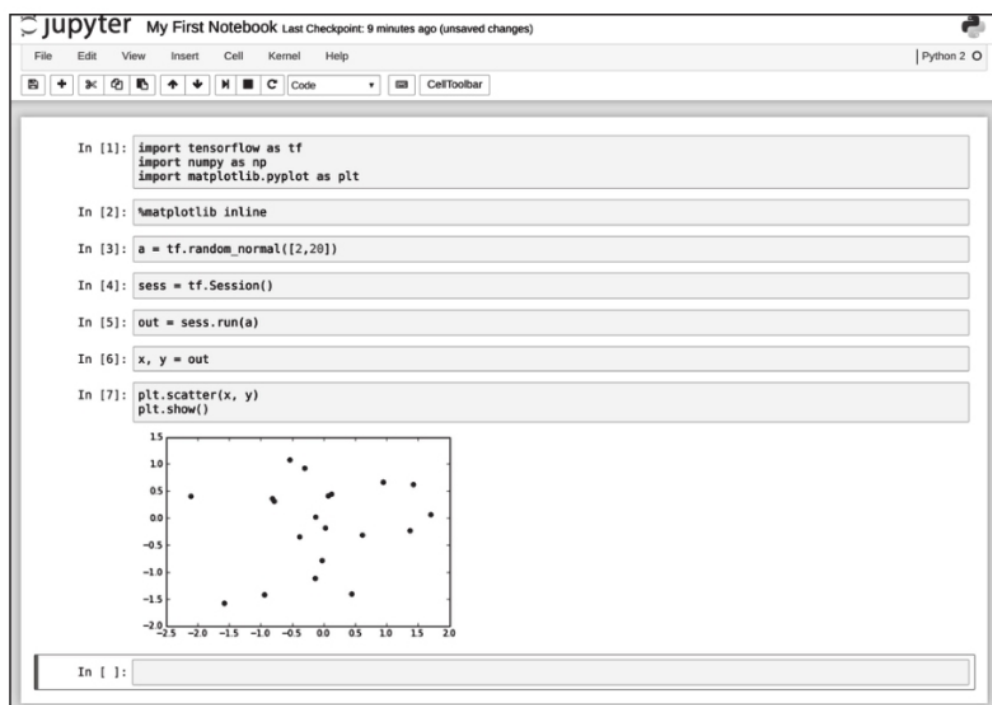 jupyter My First Notebook Last Checkpoint: 9 minutes ago (unsaved changes)
File Edit View Insert Cell Kernel Help Python 2
Code CellToolbar
In [1]: import tensorflow as tf
import numpy as np
import matplotlib.pyplot as plt
In [2]: %matplotlib inline
In [3]: a = tf.random_normal([2,20])
In [4]: sess = tf.Session()
In [5]: out = sess.run(a)
In [6]: x, y = out
In [7]: plt.scatter(x, y)
plt.show()
1.5
1.0
0.5
0.0
−0.5
−1.0
−1.5
−2.0
−2.5 −2.0 −1.5 −1.0 −0.5 0.0 0.5 1.0 1.5 2.0
In [ ]: